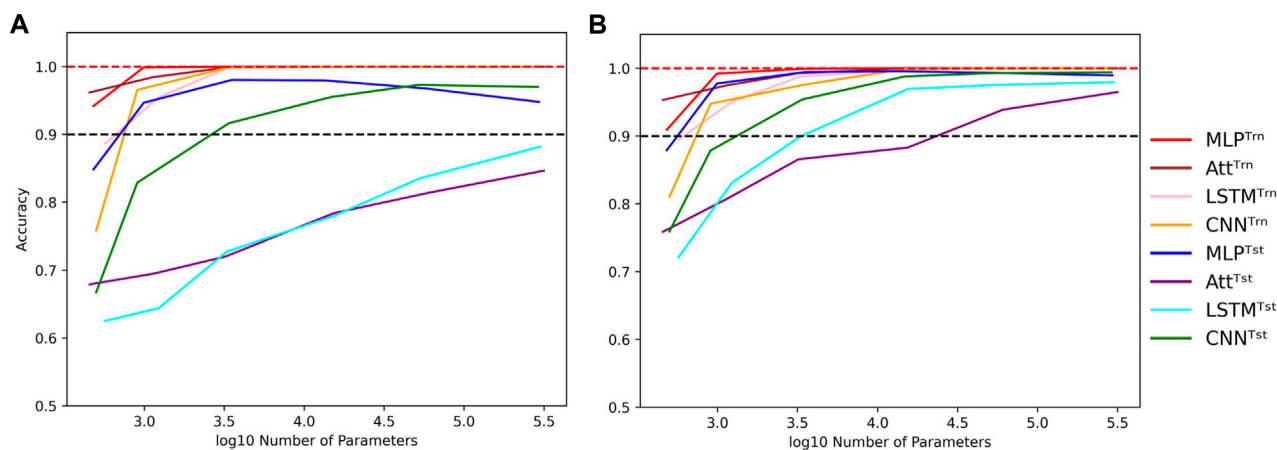 A
B
Accuracy
1.0
0.9
0.8
0.7
0.6
0.5
3.0 3.5 4.0 4.5 5.0 5.5
log10 Number of Parameters
1.0
0.9
0.8
0.7
0.6
0.5
3.0 3.5 4.0 4.5 5.0 5.5
log10 Number of Parameters
MLPᵀʳⁿ
Attᵀʳⁿ
LSTMᵀʳⁿ
CNNᵀʳⁿ
MLPᵀˢᵗ
Attᵀˢᵗ
LSTMᵀˢᵗ
CNNᵀˢᵗ